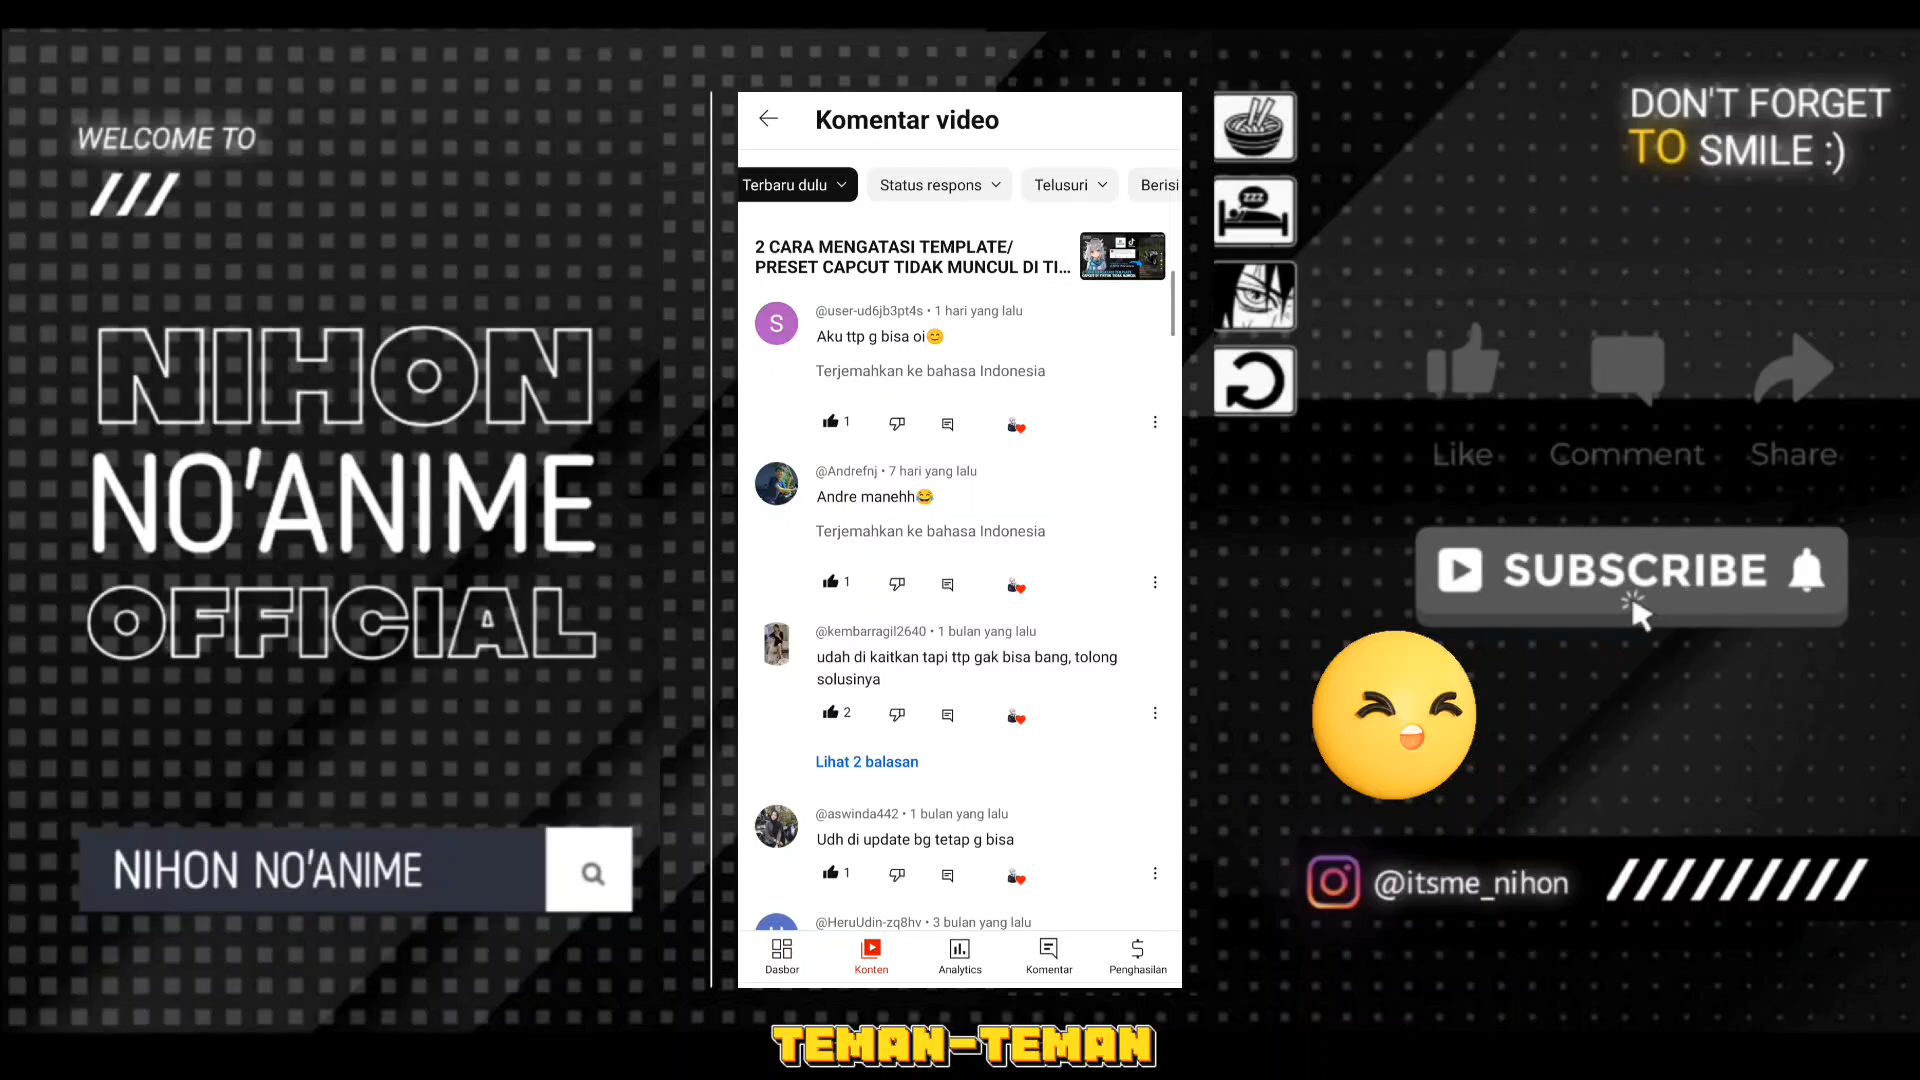 WELCOME TO
NIHON
NO'ANIME
OFFICIAL
NIHON NO'ANIME
Komentar video
Terbaru dulu
Status respons
Telusuri
Berisi
2 CARA MENGATASI TEMPLATE/
PRESET CAPCUT TIDAK MUNCUL DI TI...
S
@user-ud6jb3pt4s • 1 hari yang lalu
Aku ttp g bisa oi😊
Terjemahkan ke bahasa Indonesia
1
@Andrefnj • 7 hari yang lalu
Andre manehh😂
Terjemahkan ke bahasa Indonesia
1
@kembarragil2640 • 1 bulan yang lalu
udah di kaitkan tapi ttp gak bisa bang, tolong
solusinya
2
Lihat 2 balasan
@aswinda442 • 1 bulan yang lalu
Udh di update bg tetap g bisa
1
@HeruUdin-zq8hv • 3 bulan yang lalu
Dasbor
Konten
Analytics
Komentar
Penghasilan
TEMAN-TEMAN
zzz
DON'T FORGET
TO SMILE :)
Like
Comment
Share
SUBSCRIBE
@itsme_nihon